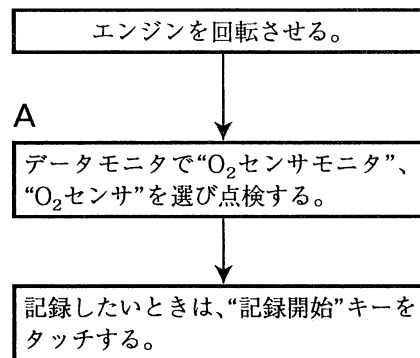 エンジンを回転させる。
A
データモニタで“O₂センサモニタ”、
“O₂センサ”を選び点検する。
記録したいときは、“記録開始”キーを
タッチする。